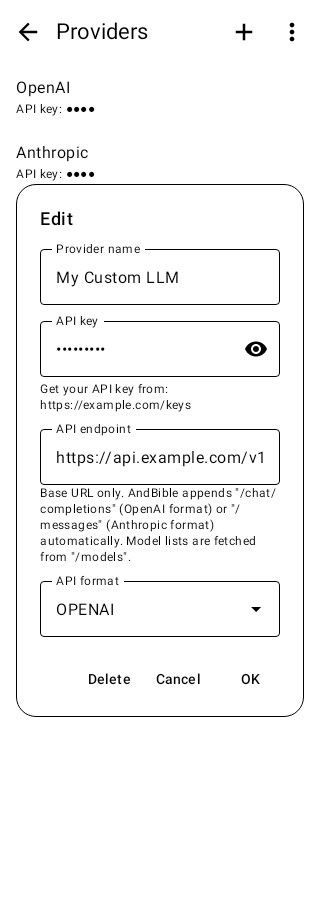 Providers
OpenAI
API key: ••••
Anthropic
API key: ••••
Edit
Provider name
My Custom LLM
API key
•••••••••
Get your API key from:
https://example.com/keys
API endpoint
https://api.example.com/v1
Base URL only. AndBible appends "/chat/
completions" (OpenAI format) or "/
messages" (Anthropic format)
automatically. Model lists are fetched
from "/models".
API format
OPENAI
Delete Cancel OK